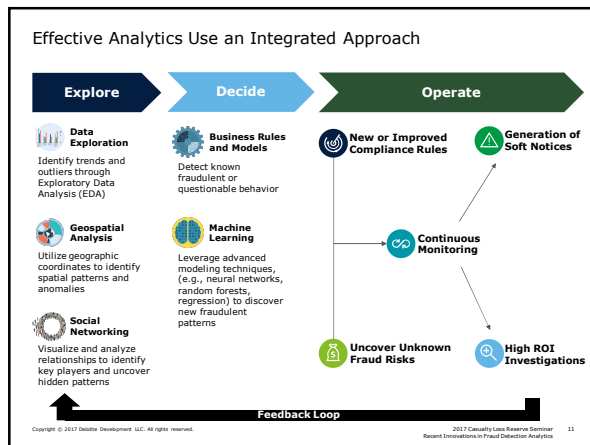 Effective Analytics Use an Integrated Approach
Explore
Decide
Operate
Data
Exploration
Identify trends and
outliers through
Exploratory Data
Analysis (EDA)
Geospatial
Analysis
Utilize geographic
coordinates to identify
spatial patterns and
anomalies
Social
Networking
Visualize and analyze
relationships to identify
key players and uncover
hidden patterns
Business Rules
and Models
Detect known
fraudulent or
questionable behavior
Machine
Learning
Leverage advanced
modeling techniques,
(e.g., neural networks,
random forests,
regression) to discover
new fraudulent
patterns
New or Improved
Compliance Rules
Generation of
Soft Notices
Continuous
Monitoring
Uncover Unknown
Fraud Risks
High ROI
Investigations
Feedback Loop
Copyright © 2017 Deloitte Development LLC. All rights reserved.
2017 Casualty Loss Reserve Seminar 11
Recent Innovations in Fraud Detection Analytics